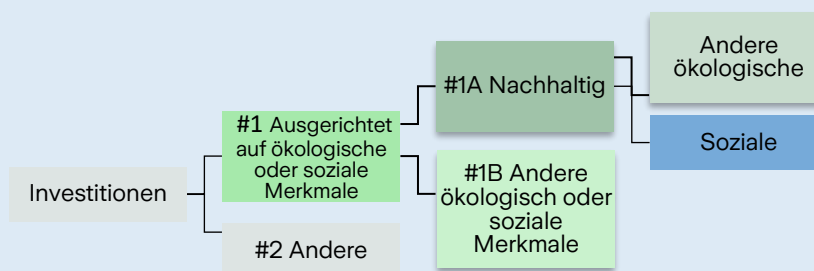 Investitionen
#1 Ausgerichtet
auf ökologische
oder soziale
Merkmale
#2 Andere
#1A Nachhaltig
#1B Andere
ökologisch oder
soziale
Merkmale
Andere
ökologische
Soziale